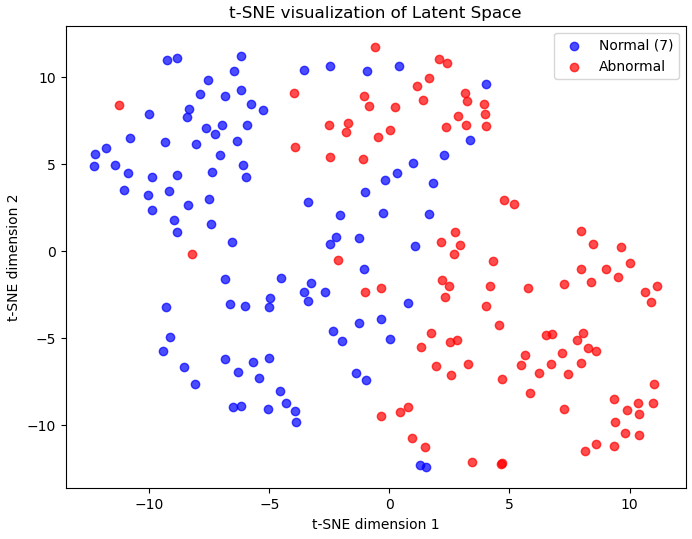 t-SNE visualization of Latent Space
Normal (7)
Abnormal
t-SNE dimension 2
10
5
0
−5
−10
−10
−5
0
5
10
t-SNE dimension 1